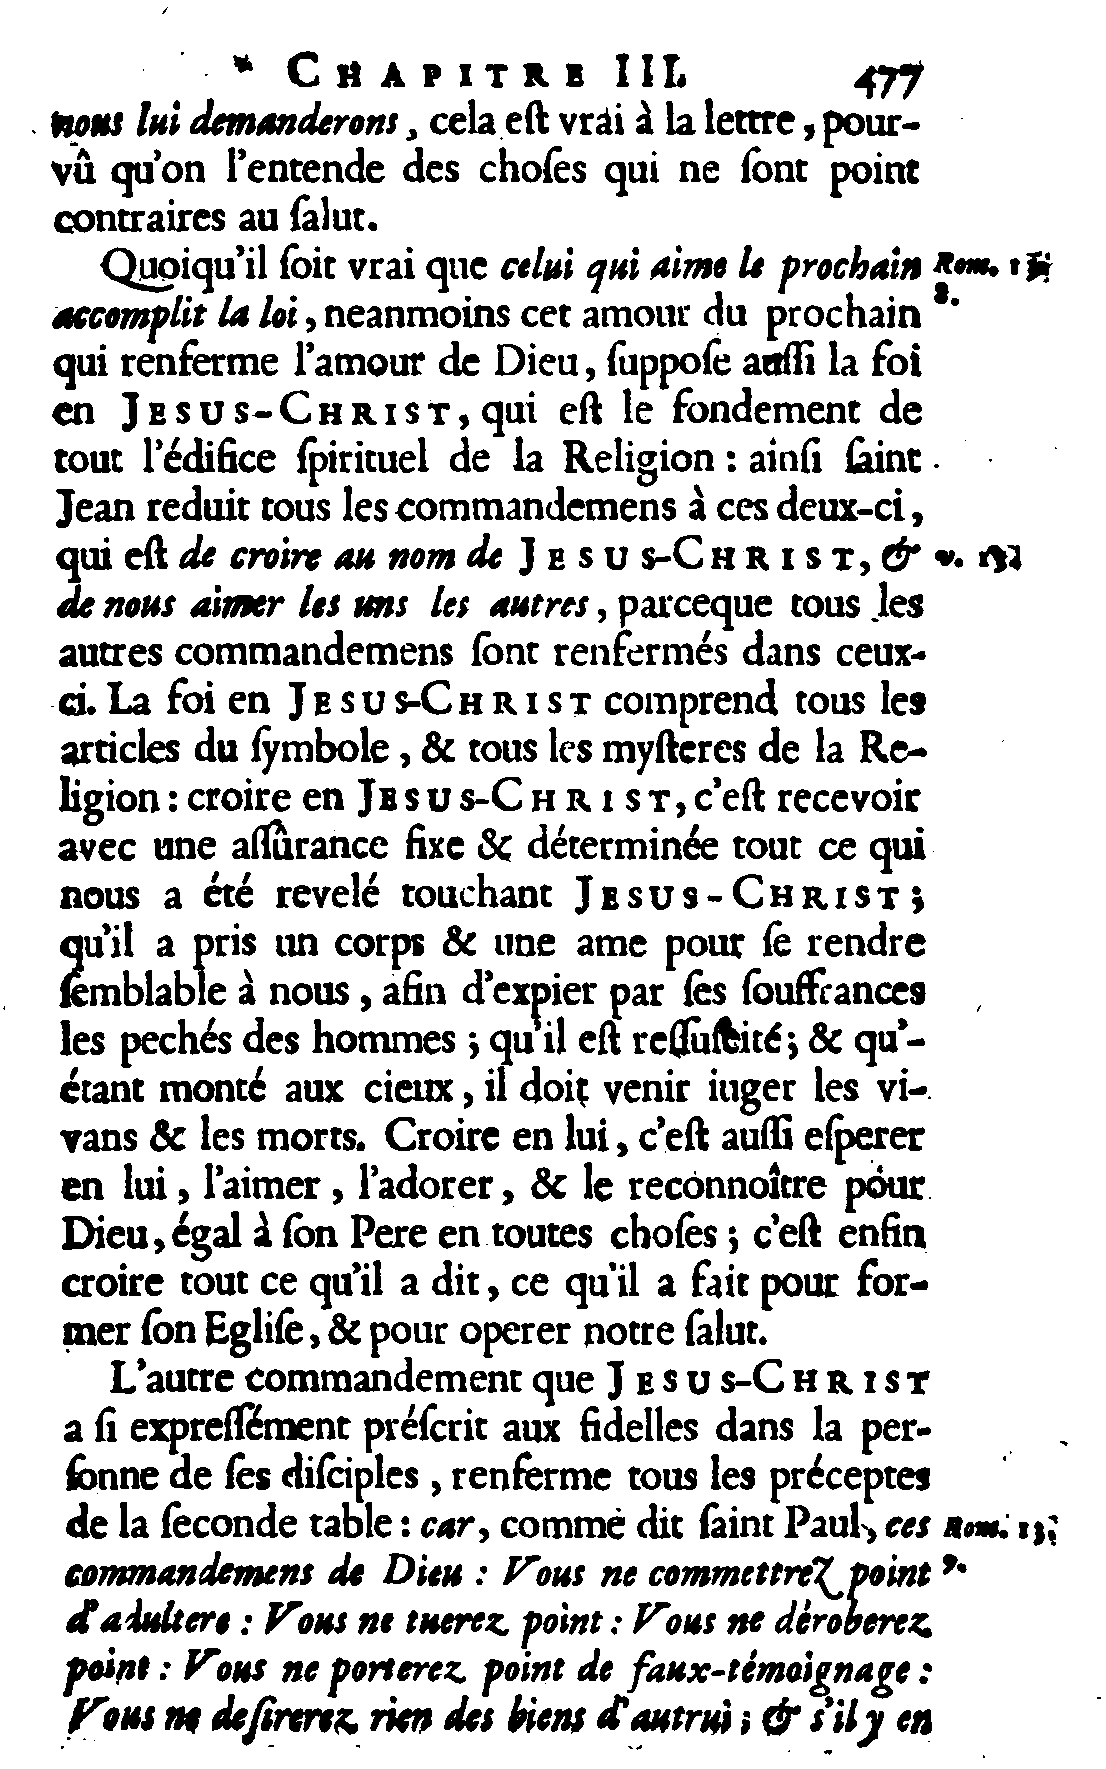 CHAPITRE III. 477
nous lui demanderons, cela est vrai à la lettre, pour-
vû qu'on l'entende des choſes qui ne ſont point
contraires au ſalut.
Quoiqu'il ſoit vrai que celui qui aime le prochain Rom. 13.
accomplit la loi, neanmoins cet amour du prochain 8.
qui renferme l'amour de Dieu, ſuppoſe auſſi la foi
en JESUS-CHRIST, qui eſt le fondement de
tout l'édifice ſpirituel de la Religion : ainſi ſaint
Jean reduit tous les commandemens à ces deux-ci,
qui eſt de croire au nom de JESUS-CHRIST, & v.
de nous aimer les uns les autres, parceque tous les
autres commandemens ſont renfermés dans ceux-
ci. La foi en JESUS-CHRIST comprend tous les
articles du ſymbole, & tous les myſteres de la Re-
ligion : croire en JESUS-CHRIST, c'eſt recevoir
avec une aſſûrance fixe & déterminée tout ce qui
nous a été revelé touchant JESUS-CHRIST;
qu'il a pris un corps & une ame pour ſe rendre
ſemblable à nous, afin d'expier par ſes ſouffrances
les pechés des hommes ; qu'il eſt reſſuſcité; & qu'-
étant monté aux cieux, il doit venir iuger les vi-
vans & les morts. Croire en lui, c'eſt auſſi eſperer
en lui, l'aimer, l'adorer, & le reconnoître pour
Dieu, égal à ſon Pere en toutes choſes ; c'eſt enfin
croire tout ce qu'il a dit, ce qu'il a fait pour for-
mer ſon Egliſe, & pour operer notre ſalut.
L'autre commandement que JESUS-CHRIST
a ſi expreſſément préſcrit aux fidelles dans la per-
ſonne de ſes diſciples, renferme tous les préceptes
de la ſeconde table : car, comme dit ſaint Paul, ces Rom. 13.
commandemens de Dieu : Vous ne commettrez point 9.
d'adultere : Vous ne tuerez point : Vous ne déroberez
point : Vous ne porterez point de faux-témoignage :
Vous ne deſirerez rien des biens d'autrui ; & s'il y en